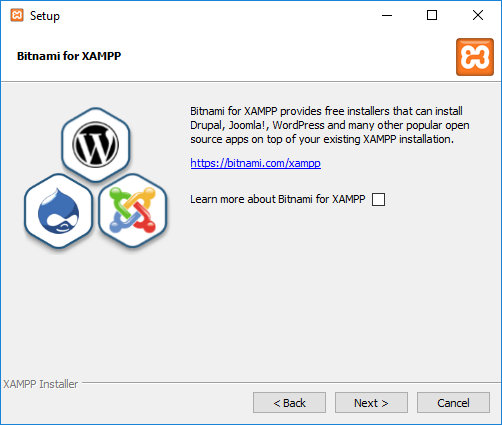 Setup
Bitnami for XAMPP
Bitnami for XAMPP provides free installers that can install
Drupal, Joomla!, WordPress and many other popular open
source apps on top of your existing XAMPP installation.
https://bitnami.com/xampp
Learn more about Bitnami for XAMPP
XAMPP Installer
< Back
Next >
Cancel